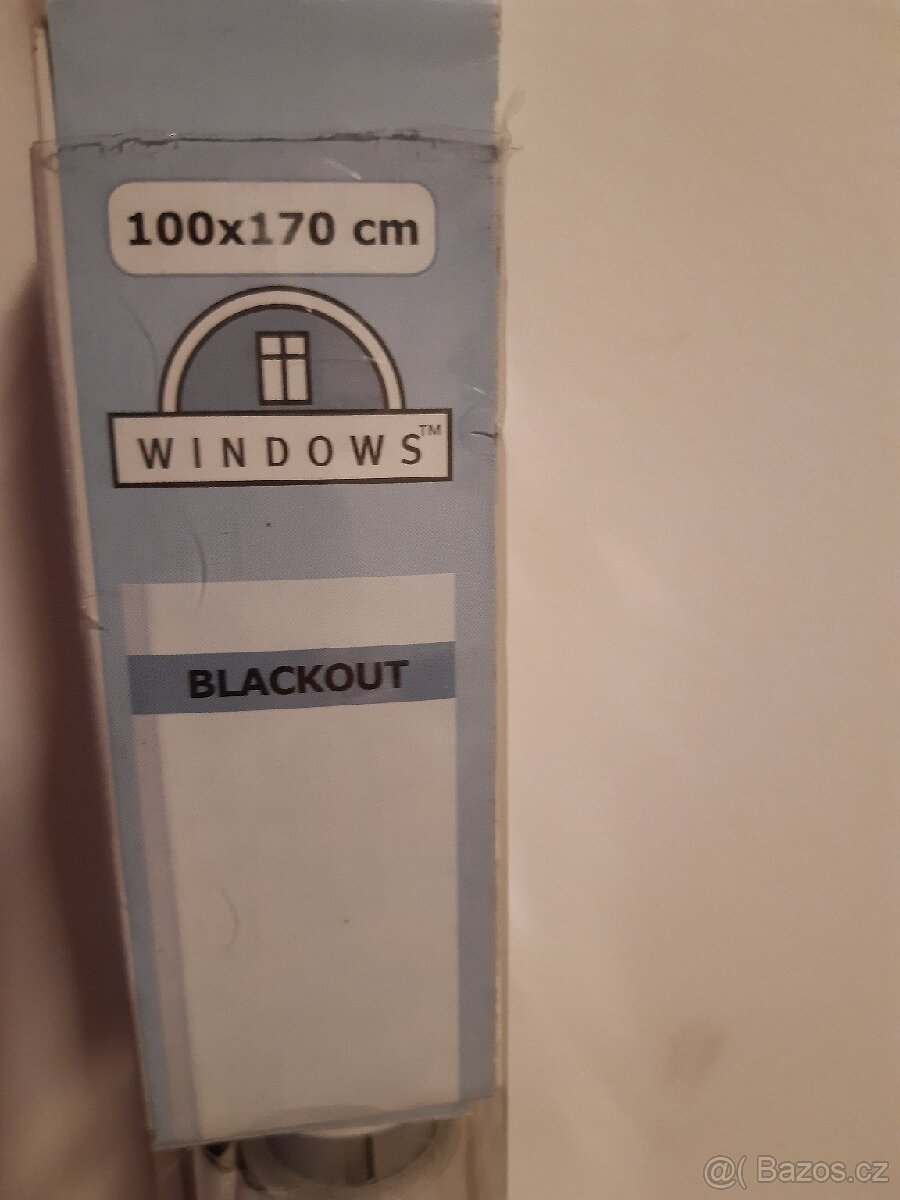 100x170 cm
WINDOWS™
BLACKOUT
@( Bazos.cz